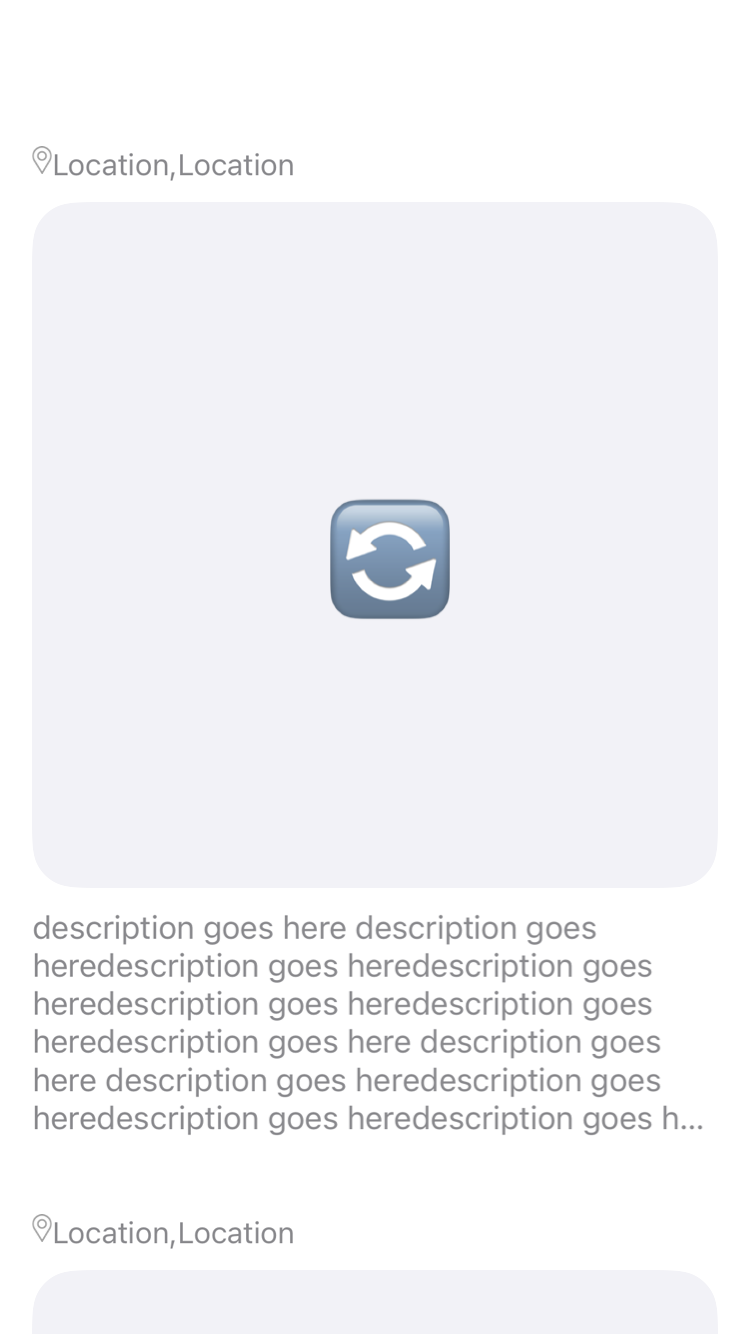 Location,Location
description goes here description goes
heredescription goes heredescription goes
heredescription goes heredescription goes
heredescription goes here description goes
here description goes heredescription goes
heredescription goes heredescription goes h...
Location,Location